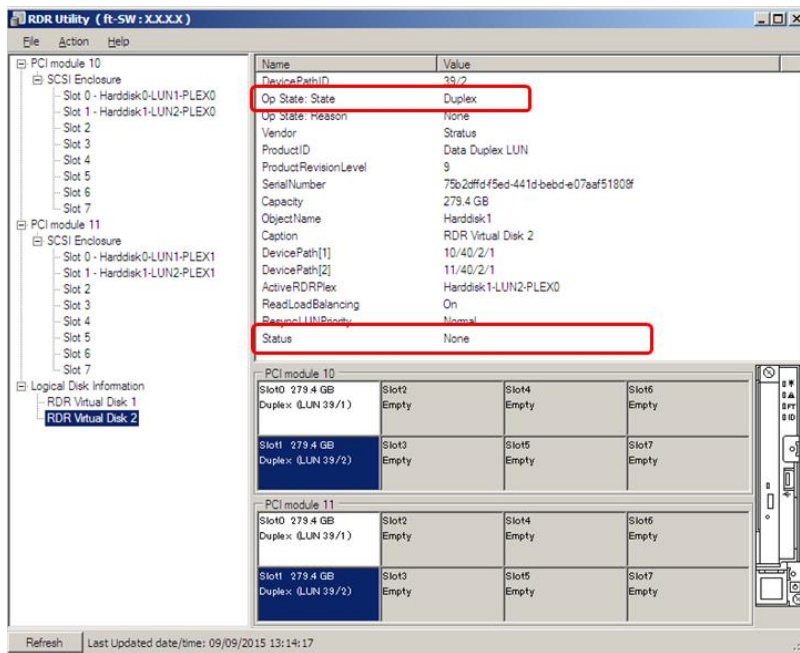 RDR Utility ( ft-SW : X.X.X.X )
File Action Help
PCI module 10
SCSI Enclosure
Slot 0 - Harddisk0-LUN1-PLEX0
Slot 1 - Harddisk1-LUN2-PLEX0
Slot 2
Slot 3
Slot 4
Slot 5
Slot 6
Slot 7
PCI module 11
SCSI Enclosure
Slot 0 - Harddisk0-LUN1-PLEX1
Slot 1 - Harddisk1-LUN2-PLEX1
Slot 2
Slot 3
Slot 4
Slot 5
Slot 6
Slot 7
Logical Disk Information
RDR Virtual Disk 1
RDR Virtual Disk 2
Name Value
DevicePathID 39/2
Op State: State Duplex
Op State: Reason None
Vendor Stratus
ProductID Data Duplex LUN
ProductRevisionLevel 9
SerialNumber 75b2dffd-f5ed-441d-bebd-e07aaf51808f
Capacity 279.4 GB
ObjectName Harddisk1
Caption RDR Virtual Disk 2
DevicePath[1] 10/40/2/1
DevicePath[2] 11/40/2/1
ActiveRDRPlex Harddisk1-LUN2-PLEX0
ReadLoadBalancing On
ResyncLUNPriority Normal
Status None
PCI module 10
Slot0 279.4 GB Slot2 Slot4 Slot6
Duplex (LUN 39/1) Empty Empty Empty
Slot1 279.4 GB Slot3 Slot5 Slot7
Duplex (LUN 39/2) Empty Empty Empty
PCI module 11
Slot0 279.4 GB Slot2 Slot4 Slot6
Duplex (LUN 39/1) Empty Empty Empty
Slot1 279.4 GB Slot3 Slot5 Slot7
Duplex (LUN 39/2) Empty Empty Empty
FT
ID
Refresh Last Updated date/time: 09/09/2015 13:14:17